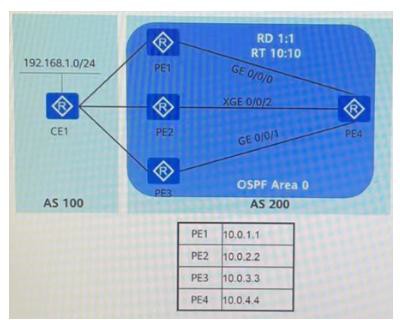 RD 1:1
RT 10:10
192.168.1.0/24
R
PE1
GE 0/0/0
R
CE1
R
PE2
XGE 0/0/2
R
PE4
GE 0/0/1
R
PE3
OSPF Area 0
AS 100
AS 200
PE1 10.0.1.1
PE2 10.0.2.2
PE3 10.0.3.3
PE4 10.0.4.4